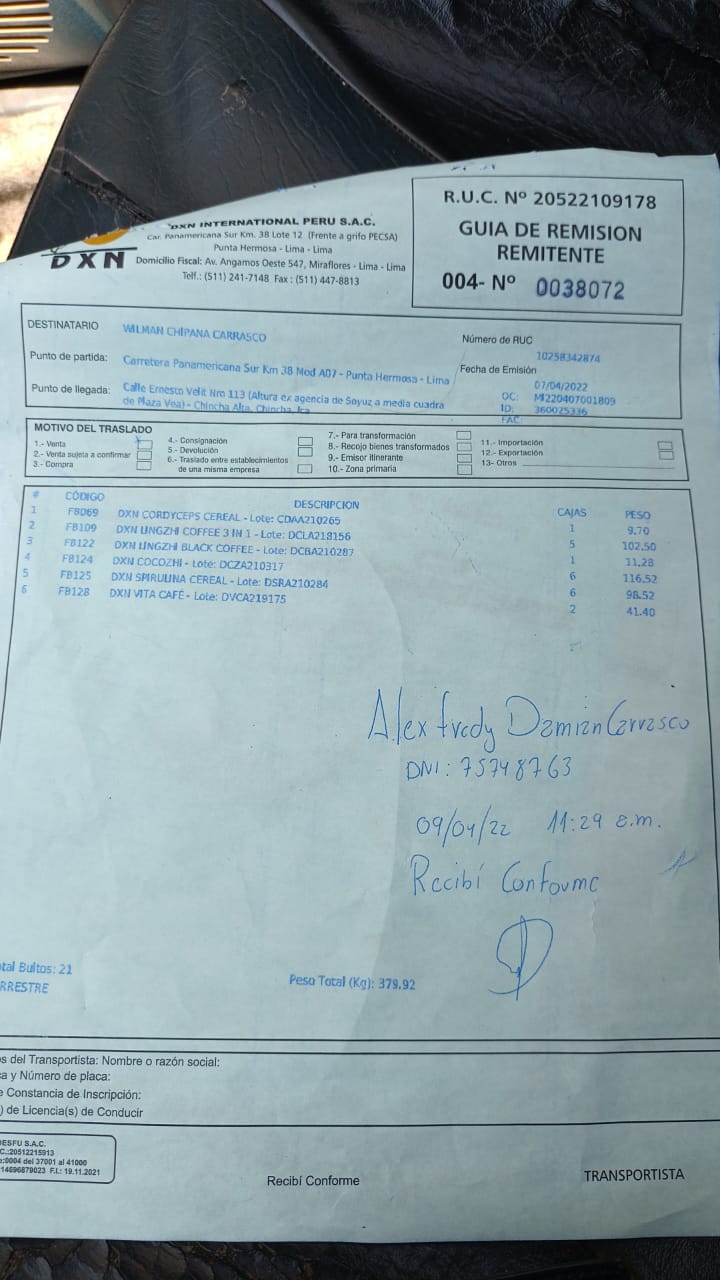 DXN
DXN INTERNATIONAL PERU S.A.C.
Car. Panamericana Sur Km. 38 Lote 12 (Frente a grifo PECSA)
Punta Hermosa - Lima - Lima
Domicilio Fiscal: Av. Angamos Oeste 547, Miraflores - Lima - Lima
Telf.: (511) 241-7148 Fax : (511) 447-8813
R.U.C. Nº 20522109178
GUIA DE REMISION
REMITENTE
004- Nº 0038072
DESTINATARIO WILMAN CHIPANA CARRASCO
Número de RUC 10258342874
Punto de partida: Carretera Panamericana Sur Km 38 Mod A07 - Punta Hermosa - Lima
Fecha de Emisión 07/04/2022
Punto de llegada: Calle Ernesto Velit Nro 113 (Altura ex agencia de Soyuz a media cuadra
de Plaza Vea) - Chincha Alta, Chincha, Ica
OC: MI220407001809
ID: 360025336
FAC:
MOTIVO DEL TRASLADO
1.- Venta
2.- Venta sujeta a confirmar
3.- Compra
4.- Consignación
5.- Devolución
6.- Traslado entre establecimientos
de una misma empresa
7.- Para transformación
8.- Recojo bienes transformados
9.- Emisor itinerante
10.- Zona primaria
11.- Importación
12.- Exportación
13- Otros
# CÓDIGO DESCRIPCION CAJAS PESO
1 FB069 DXN CORDYCEPS CEREAL - Lote: CDAA210265 1 9.70
2 FB109 DXN LINGZHI COFFEE 3 IN 1 - Lote: DCLA218156 5 102.50
3 FB122 DXN LINGZHI BLACK COFFEE - Lote: DCBA210287 1 11.28
4 FB124 DXN COCOZHI - Lote: DCZA210317 6 116.52
5 FB125 DXN SPIRULINA CEREAL - Lote: DSRA210284 6 98.52
6 FB128 DXN VITA CAFÉ - Lote: DVCA219175 2 41.40
Alex fredy Damián Carrasco
DNI: 75748763
09/04/22 11:29 a.m.
Recibí Conforme
tal Bultos: 21
RRESTRE
Peso Total (Kg): 379.92
s del Transportista: Nombre o razón social:
a y Número de placa:
e Constancia de Inscripción:
) de Licencia(s) de Conducir
ESFU S.A.C.
C.:20512215913
:0004 del 37001 al 41000
14696879023 F.I.: 19.11.2021
Recibí Conforme
TRANSPORTISTA